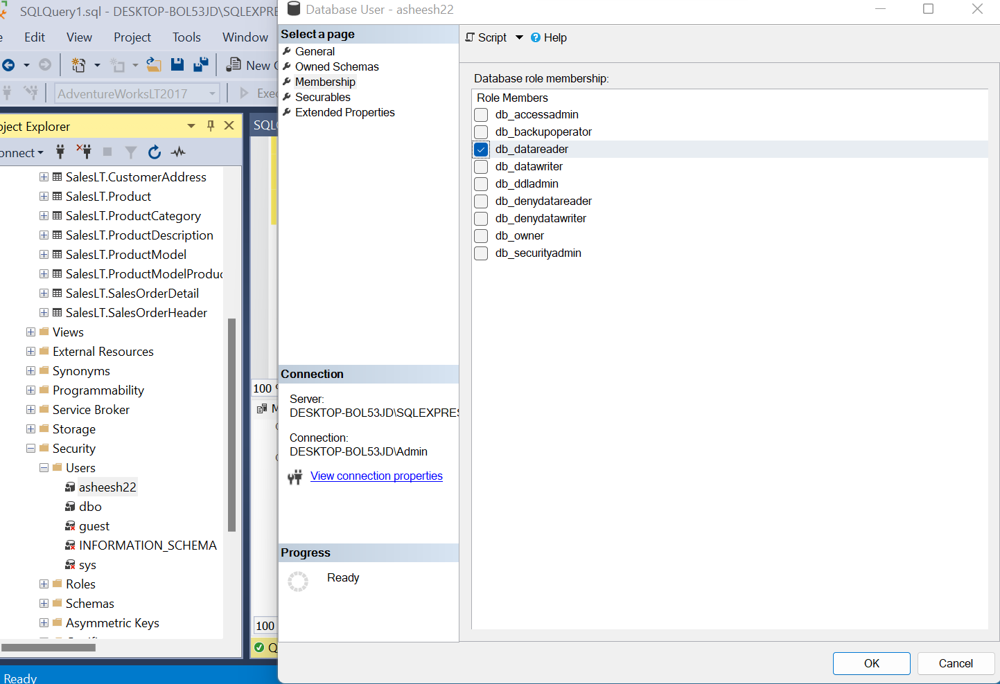 SQLQuery1.sql - DESKTOP-BOL53JD\SQLEXPRE
Edit View Project Tools Window
New
AdventureWorksLT2017
Exec
ject Explorer
onnect
SalesLT.CustomerAddress
SalesLT.Product
SalesLT.ProductCategory
SalesLT.ProductDescription
SalesLT.ProductModel
SalesLT.ProductModelProduc
SalesLT.SalesOrderDetail
SalesLT.SalesOrderHeader
Views
External Resources
Synonyms
Programmability
Service Broker
Storage
Security
Users
asheesh22
dbo
guest
INFORMATION_SCHEMA
sys
Roles
Schemas
Asymmetric Keys
Ready
SQL
100
M
100
Database User - asheesh22
Select a page
General
Owned Schemas
Membership
Securables
Extended Properties
Connection
Server:
DESKTOP-BOL53JD\SQLEXPRES
Connection:
DESKTOP-BOL53JD\Admin
View connection properties
Progress
Ready
Script Help
Database role membership:
Role Members
db_accessadmin
db_backupoperator
db_datareader
db_datawriter
db_ddladmin
db_denydatareader
db_denydatawriter
db_owner
db_securityadmin
OK Cancel